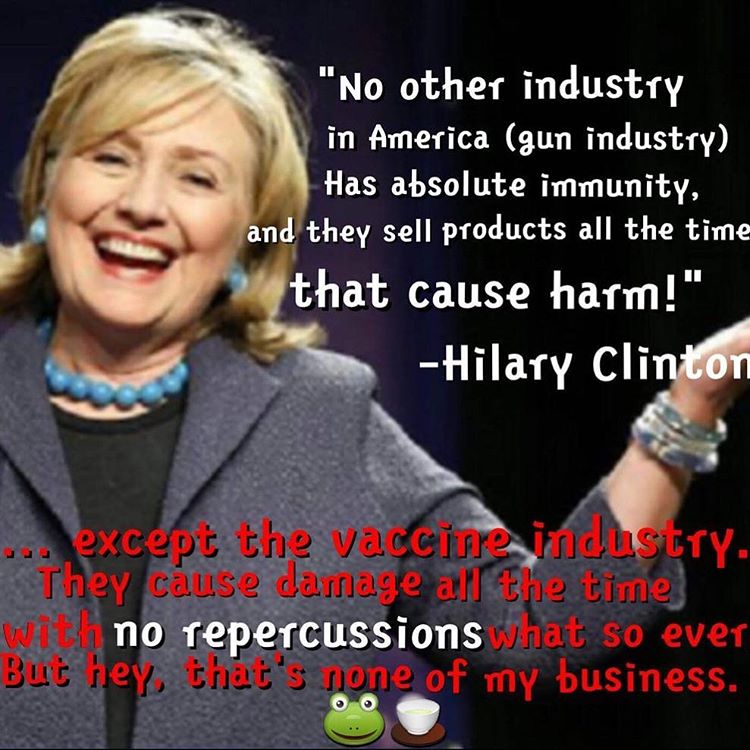 "No other industry
in America (gun industry)
Has absolute immunity,
and they sell products all the time
that cause harm!"
-Hilary Clinton
... except the vaccine industry.
They cause damage all the time
with no repercussions what so ever
But hey, that's none of my business.